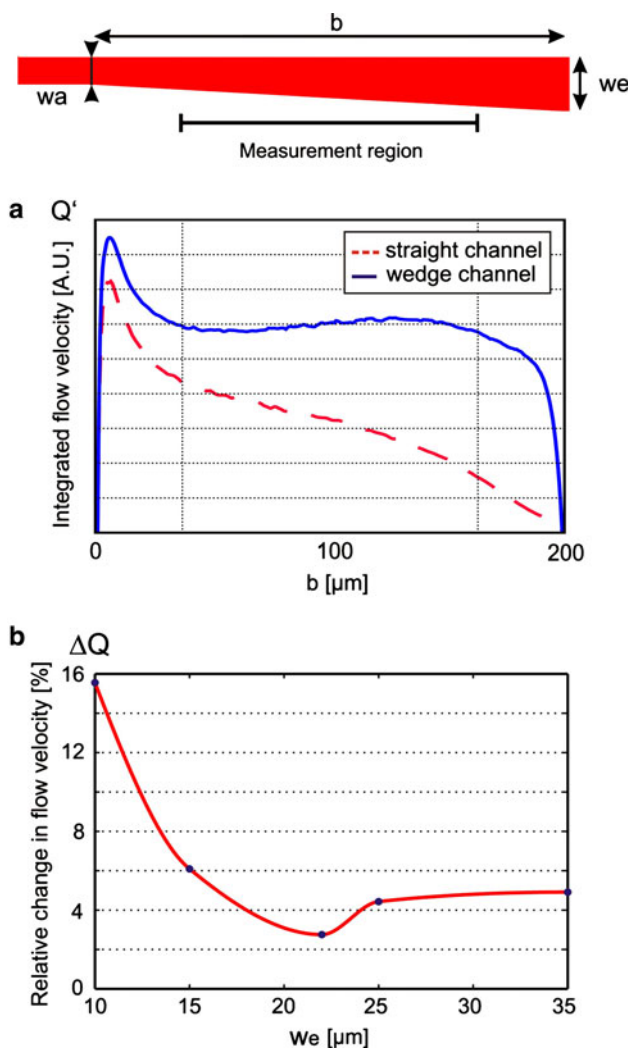 b
wa
we
Measurement region
a
Q'
Integrated flow velocity [A.U.]
straight channel
wedge channel
0
100
200
b [µm]
b
ΔQ
Relative change in flow velocity [%]
16
12
8
4
0
10
15
20
25
30
35
we [µm]